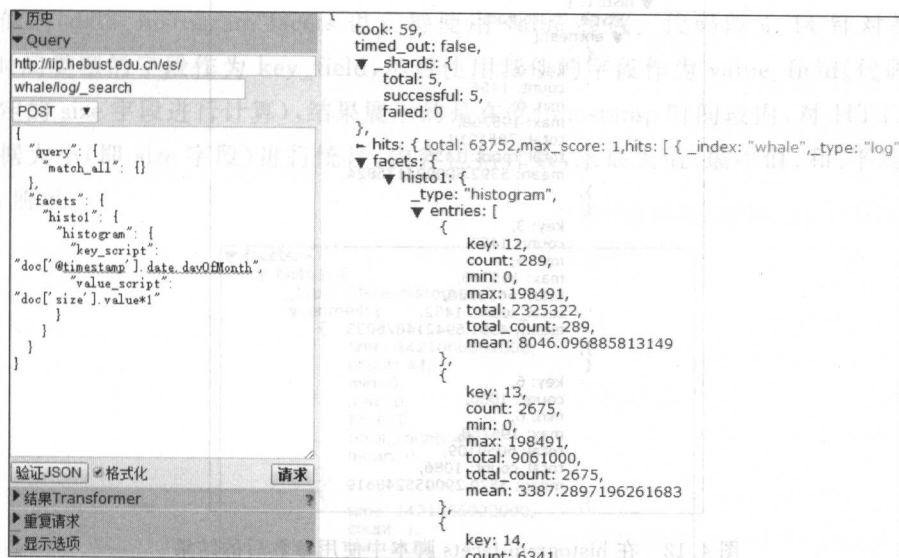 历史
Query
http://iip.hebust.edu.cn/es/
whale/log/_search
POST
{
"query":
"match_all": {}
},
"facets": {
"histo1": {
"histogram": {
"key_script":
"doc['@timestamp'].date.dayOfMonth",
"value_script":
"doc['size'].value*1"
}
}
}
}
验证JSON 格式化 请求
结果Transformer ?
重复请求
显示选项 ?
{
took: 59,
timed_out: false,
_shards: {
total: 5,
successful: 5,
failed: 0
},
hits: { total: 63752,max_score: 1,hits: [ { _index: "whale",_type: "log"
facets: {
histo1: {
_type: "histogram",
entries: [
{
key: 12,
count: 289,
min: 0,
max: 198491,
total: 2325322,
total_count: 289,
mean: 8046.096885813149
},
{
key: 13,
count: 2675,
min: 0,
max: 198491,
total: 9061000,
total_count: 2675,
mean: 3387.2897196261683
},
{
key: 14,
count: 6341